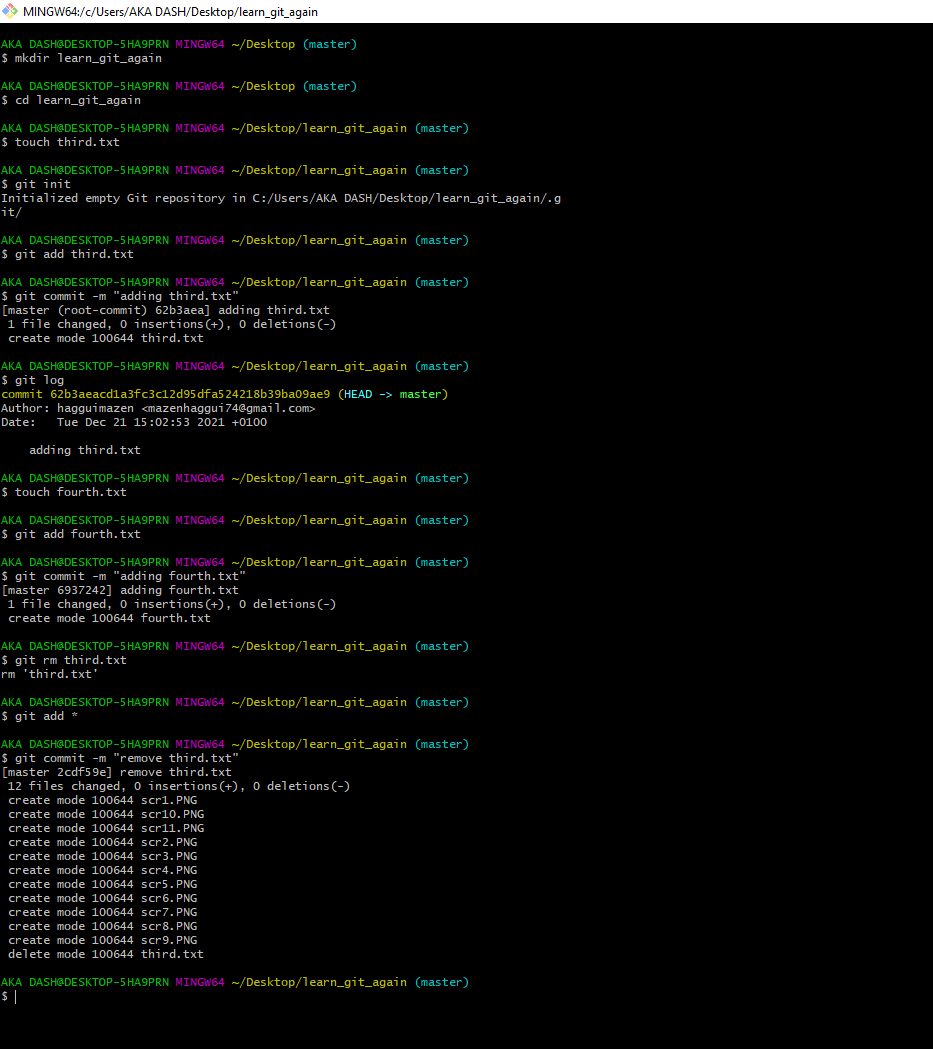 MINGW64:/c/Users/AKA DASH/Desktop/learn_git_again
AKA DASH@DESKTOP-5HA9PRN MINGW64 ~/Desktop (master)
$ mkdir learn_git_again
AKA DASH@DESKTOP-5HA9PRN MINGW64 ~/Desktop (master)
$ cd learn_git_again
AKA DASH@DESKTOP-5HA9PRN MINGW64 ~/Desktop/learn_git_again (master)
$ touch third.txt
AKA DASH@DESKTOP-5HA9PRN MINGW64 ~/Desktop/learn_git_again (master)
$ git init
Initialized empty Git repository in C:/Users/AKA DASH/Desktop/learn_git_again/.g
it/
AKA DASH@DESKTOP-5HA9PRN MINGW64 ~/Desktop/learn_git_again (master)
$ git add third.txt
AKA DASH@DESKTOP-5HA9PRN MINGW64 ~/Desktop/learn_git_again (master)
$ git commit -m "adding third.txt"
[master (root-commit) 62b3aea] adding third.txt
 1 file changed, 0 insertions(+), 0 deletions(-)
 create mode 100644 third.txt
AKA DASH@DESKTOP-5HA9PRN MINGW64 ~/Desktop/learn_git_again (master)
$ git log
commit 62b3aeacd1a3fc3c12d95dfa524218b39ba09ae9 (HEAD -> master)
Author: hagguimazen <mazenhaggui74@gmail.com>
Date:   Tue Dec 21 15:02:53 2021 +0100
    adding third.txt
AKA DASH@DESKTOP-5HA9PRN MINGW64 ~/Desktop/learn_git_again (master)
$ touch fourth.txt
AKA DASH@DESKTOP-5HA9PRN MINGW64 ~/Desktop/learn_git_again (master)
$ git add fourth.txt
AKA DASH@DESKTOP-5HA9PRN MINGW64 ~/Desktop/learn_git_again (master)
$ git commit -m "adding fourth.txt"
[master 6937242] adding fourth.txt
 1 file changed, 0 insertions(+), 0 deletions(-)
 create mode 100644 fourth.txt
AKA DASH@DESKTOP-5HA9PRN MINGW64 ~/Desktop/learn_git_again (master)
$ git rm third.txt
rm 'third.txt'
AKA DASH@DESKTOP-5HA9PRN MINGW64 ~/Desktop/learn_git_again (master)
$ git add *
AKA DASH@DESKTOP-5HA9PRN MINGW64 ~/Desktop/learn_git_again (master)
$ git commit -m "remove third.txt"
[master 2cdf59e] remove third.txt
 12 files changed, 0 insertions(+), 0 deletions(-)
 create mode 100644 scr1.PNG
 create mode 100644 scr10.PNG
 create mode 100644 scr11.PNG
 create mode 100644 scr2.PNG
 create mode 100644 scr3.PNG
 create mode 100644 scr4.PNG
 create mode 100644 scr5.PNG
 create mode 100644 scr6.PNG
 create mode 100644 scr7.PNG
 create mode 100644 scr8.PNG
 create mode 100644 scr9.PNG
 delete mode 100644 third.txt
AKA DASH@DESKTOP-5HA9PRN MINGW64 ~/Desktop/learn_git_again (master)
$